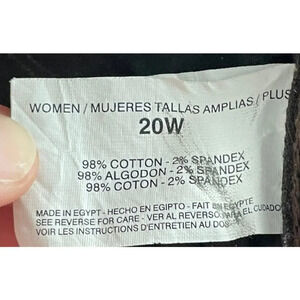 WOMEN / MUJERES TALLAS AMPLIAS / PLUS
20W
98% COTTON - 2% SPANDEX
98% ALGODON - 2% SPANDEX
98% COTON - 2% SPANDEX
MADE IN EGYPT - HECHO EN EGIPTO - FAIT EN EGYPTE
SEE REVERSE FOR CARE - VER AL REVERSO PARA EL CUIDADO
VOIR LES INSTRUCTIONS D'ENTRETIEN AU DOS